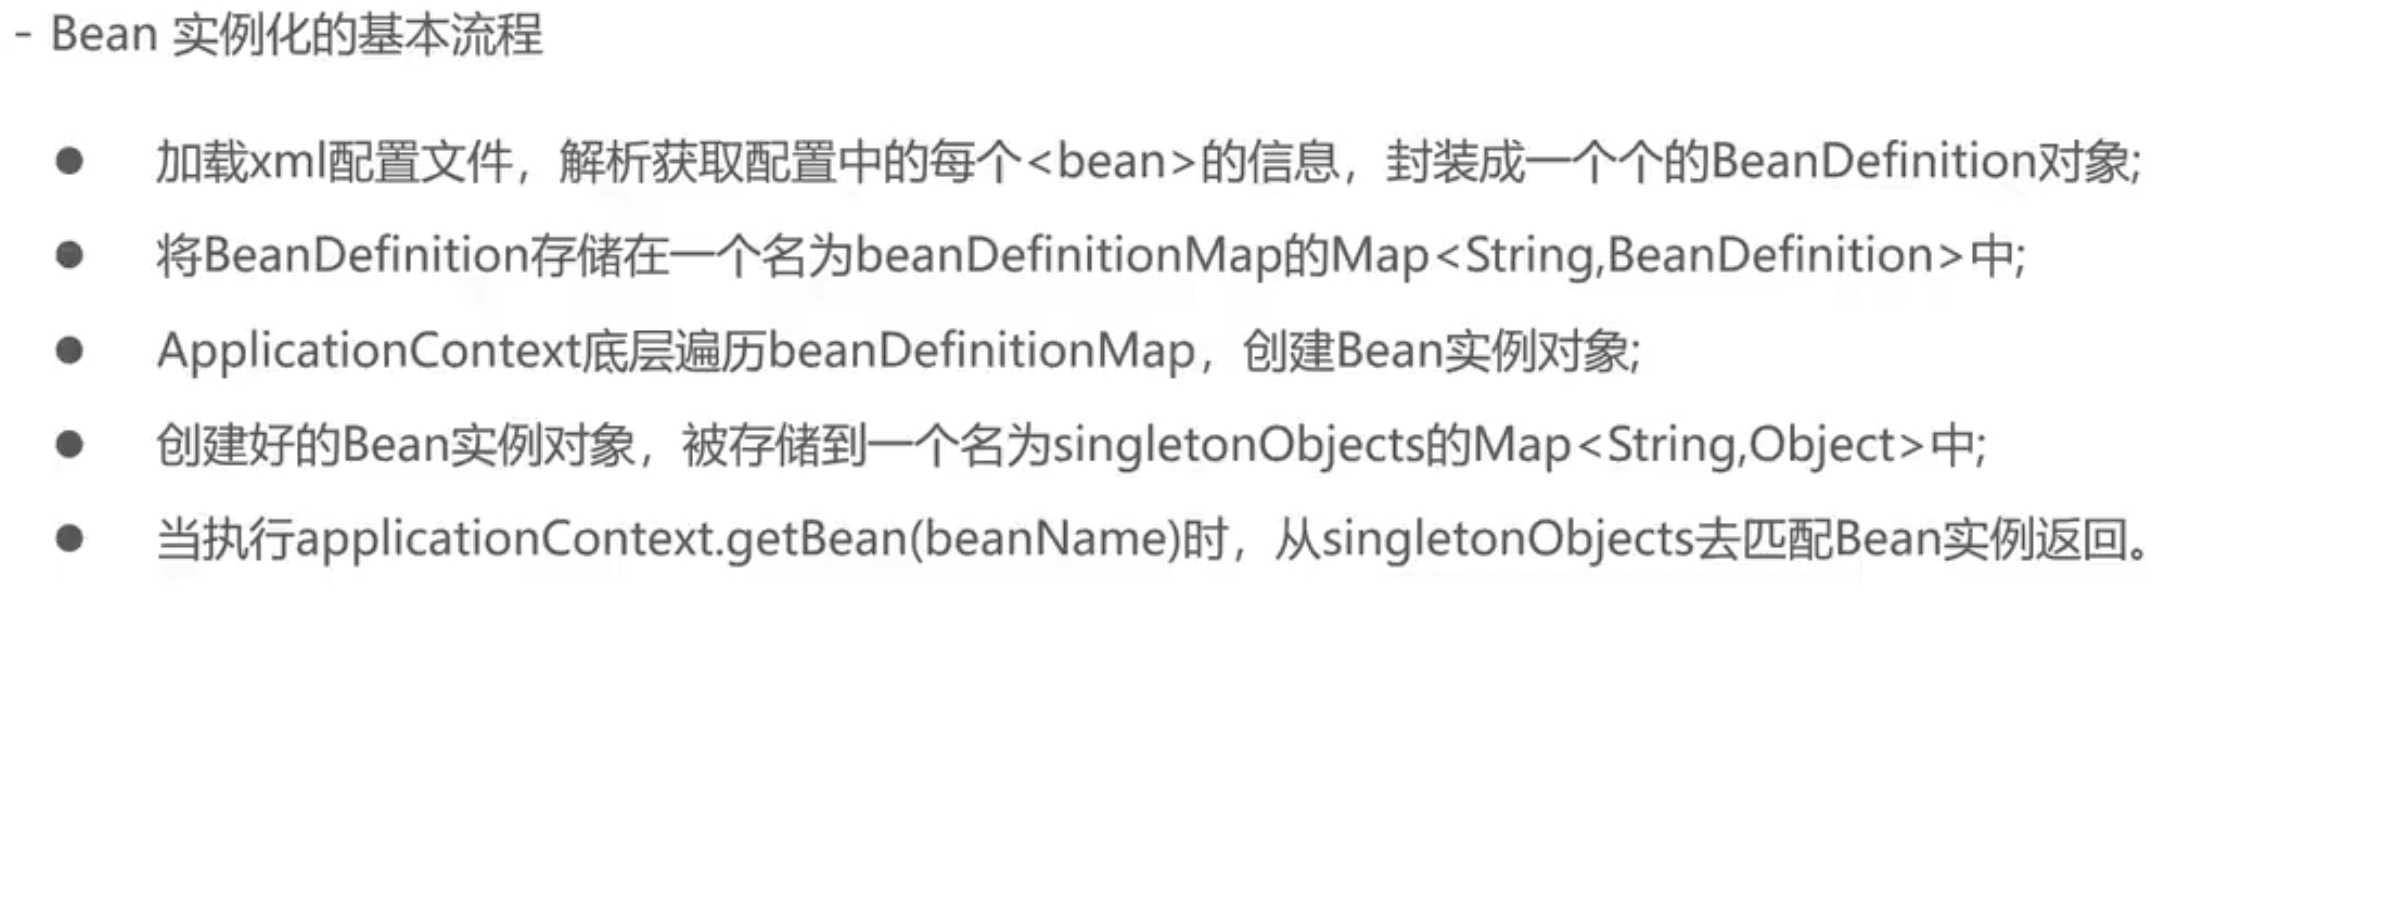 - Bean 实例化的基本流程
● 加载xml配置文件，解析获取配置中的每个<bean>的信息，封装成一个个的BeanDefinition对象;
● 将BeanDefinition存储在一个名为beanDefinitionMap的Map<String,BeanDefinition>中;
● ApplicationContext底层遍历beanDefinitionMap，创建Bean实例对象;
● 创建好的Bean实例对象，被存储到一个名为singletonObjects的Map<String,Object>中;
● 当执行applicationContext.getBean(beanName)时，从singletonObjects去匹配Bean实例返回。